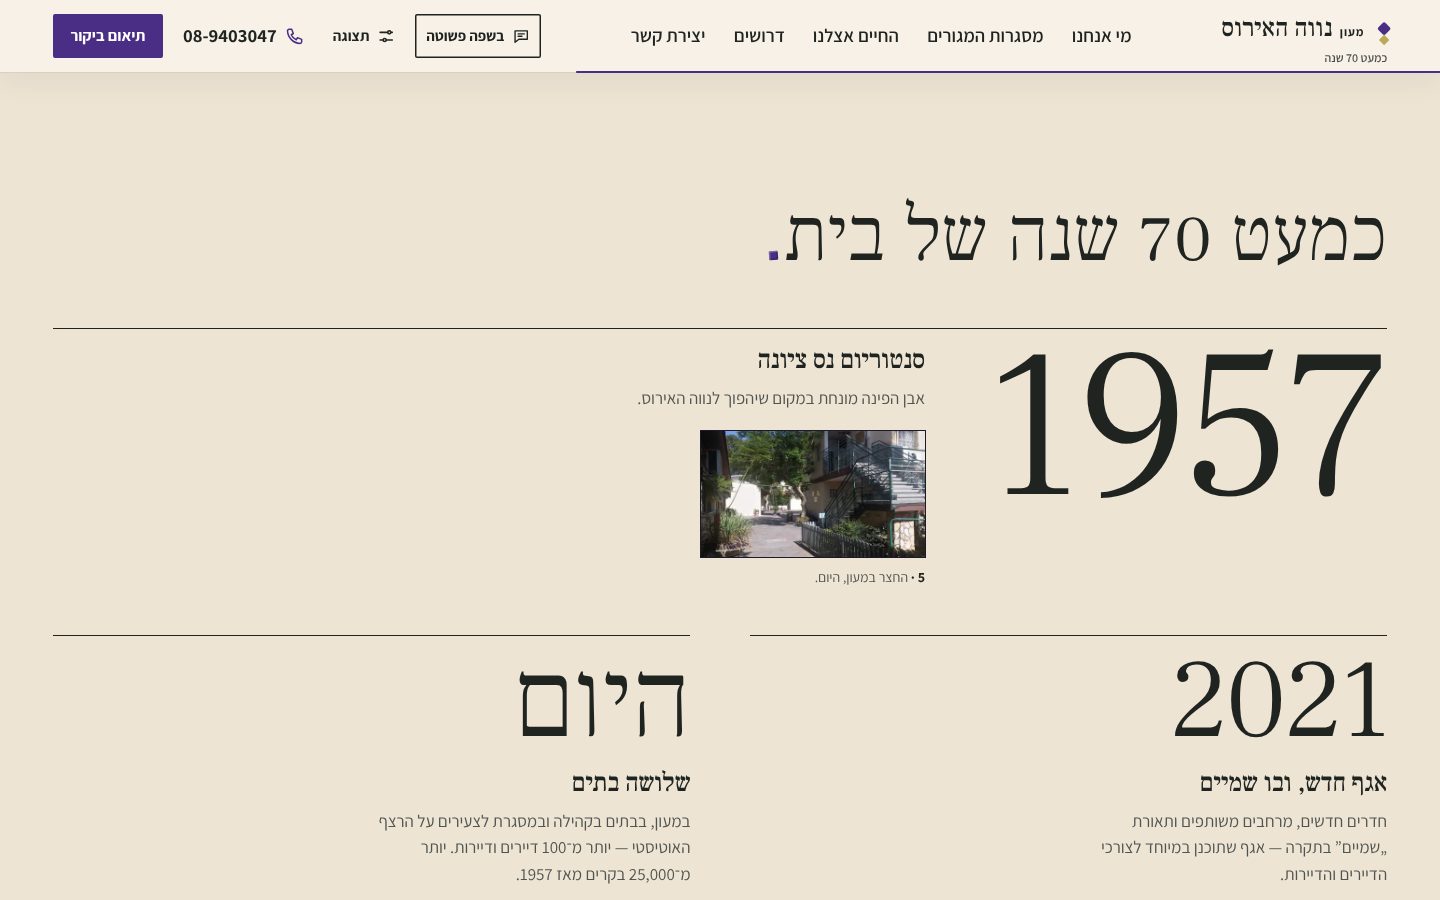 מעון נווה האירוס
כמעט 70 שנה
מי אנחנו
מסגרות המגורים
החיים אצלנו
דרושים
יצירת קשר
בשפה פשוטה
תצוגה
08-9403047
תיאום ביקור
כמעט 70 שנה של בית.
1957
סנטוריום נס ציונה
אבן הפינה מונחת במקום שיהפוך לנווה האירוס.
5 · החצר במעון, היום.
2021
אגף חדש, ובו שמיים
חדרים חדשים, מרחבים משותפים ותאורת
„שמיים” בתקרה — אגף שתוכנן במיוחד לצורכי
הדיירים והדיירות.
היום
שלושה בתים
במעון, בבתים בקהילה ובמסגרת לצעירים על הרצף
האוטיסטי — יותר מ־100 דיירים ודיירות. יותר
מ־25,000 בקרים מאז 1957.